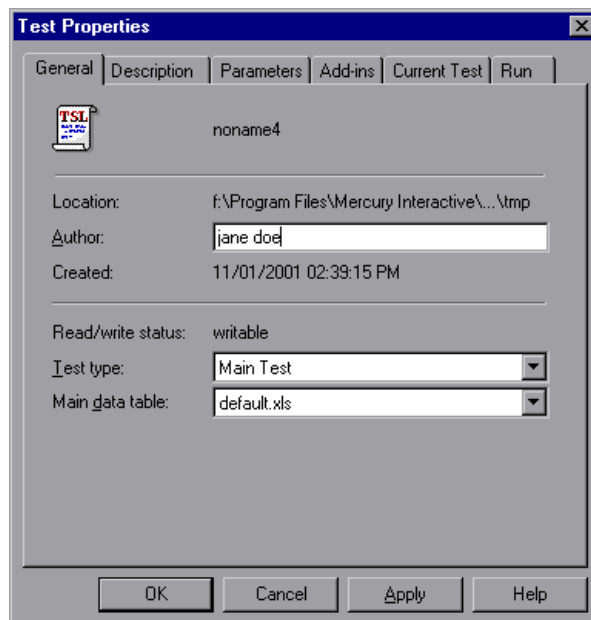 Test Properties
General Description Parameters Add-ins Current Test Run
TSL
noname4
Location: f:\Program Files\Mercury Interactive\...\tmp
Author: jane doe
Created: 11/01/2001 02:39:15 PM
Read/write status: writable
Test type: Main Test
Main data table: default.xls
OK Cancel Apply Help